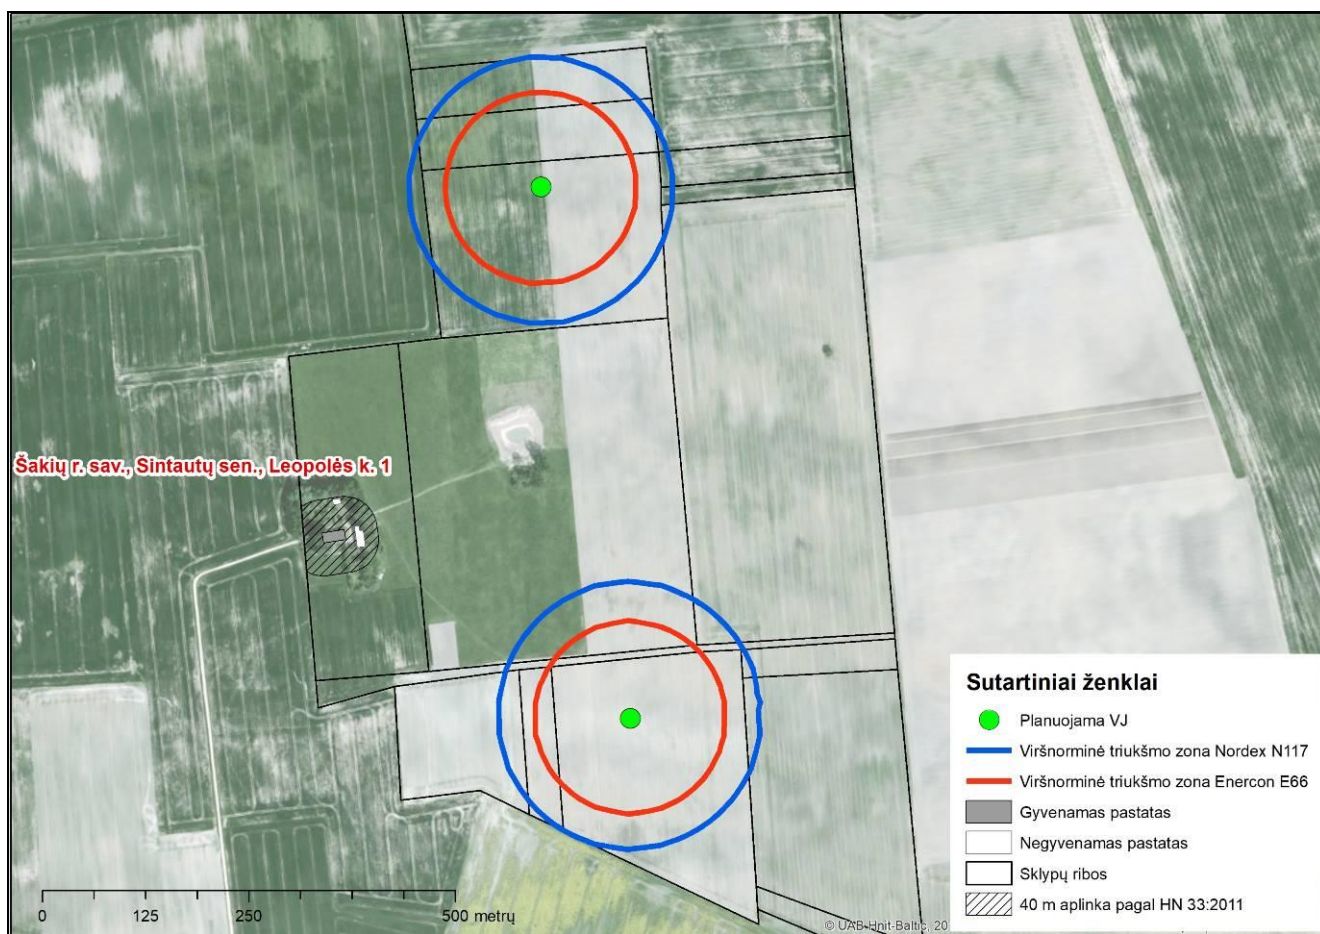 Šakių r. sav., Sintautų sen., Leopolės k. 1
Sutartiniai ženklai
Planuojama VJ
Viršnorminė triukšmo zona Nordex N117
Viršnorminė triukšmo zona Enercon E66
Gyvenamas pastatas
Negyvenamas pastatas
Sklypų ribos
40 m aplinka pagal HN 33:2011
0 125 250 500 metrų
© UAB Hnit-Baltic, 20